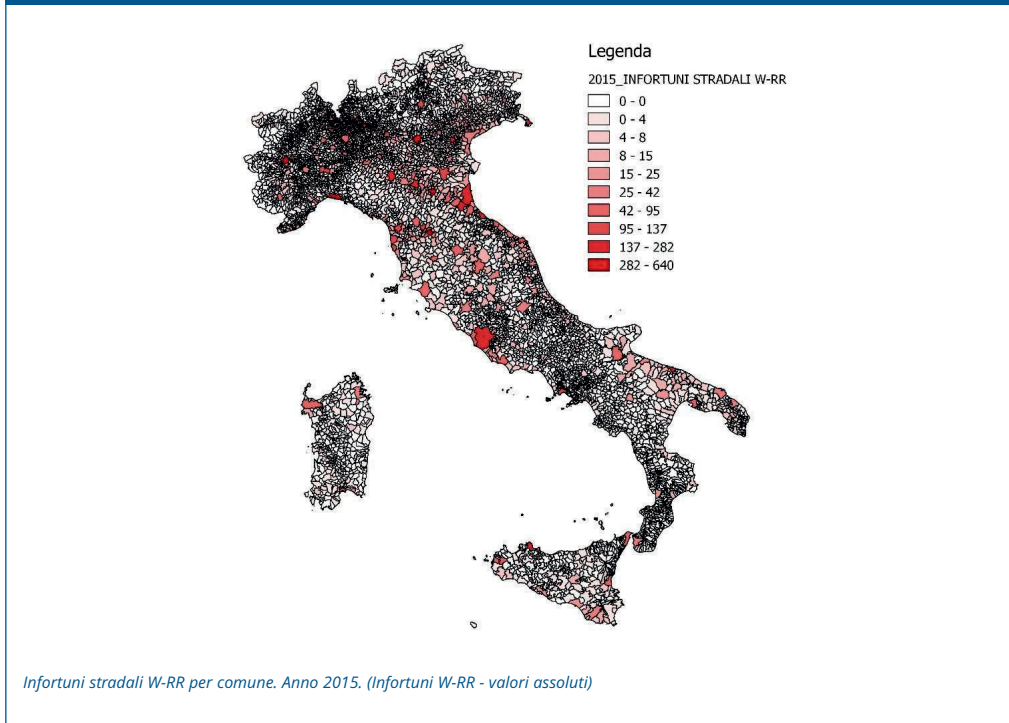 Legenda
2015_INFORTUNI STRADALI W-RR
0 - 0
0 - 4
4 - 8
8 - 15
15 - 25
25 - 42
42 - 95
95 - 137
137 - 282
282 - 640
Infortuni stradali W-RR per comune. Anno 2015. (Infortuni W-RR - valori assoluti)